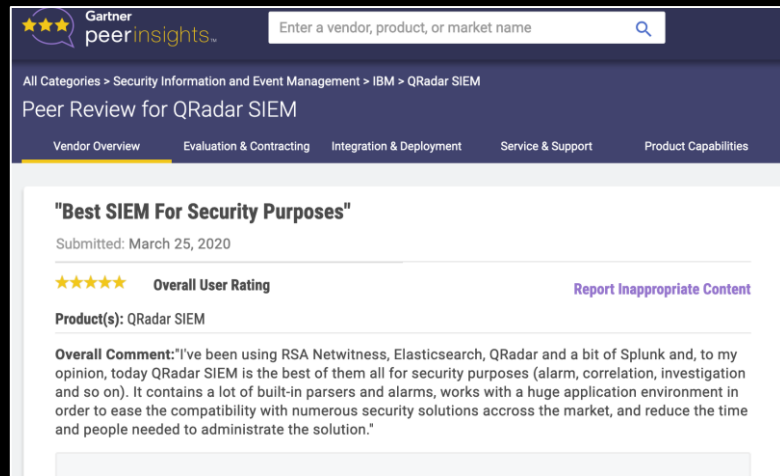 Gartner
peerinsights™
Enter a vendor, product, or market name
All Categories > Security Information and Event Management > IBM > QRadar SIEM
Peer Review for QRadar SIEM
Vendor Overview Evaluation & Contracting Integration & Deployment Service & Support Product Capabilities
"Best SIEM For Security Purposes"
Submitted: March 25, 2020
Overall User Rating
Report Inappropriate Content
Product(s): QRadar SIEM
Overall Comment:"I've been using RSA Netwitness, Elasticsearch, QRadar and a bit of Splunk and, to my
opinion, today QRadar SIEM is the best of them all for security purposes (alarm, correlation, investigation
and so on). It contains a lot of built-in parsers and alarms, works with a huge application environment in
order to ease the compatibility with numerous security solutions accross the market, and reduce the time
and people needed to administrate the solution."